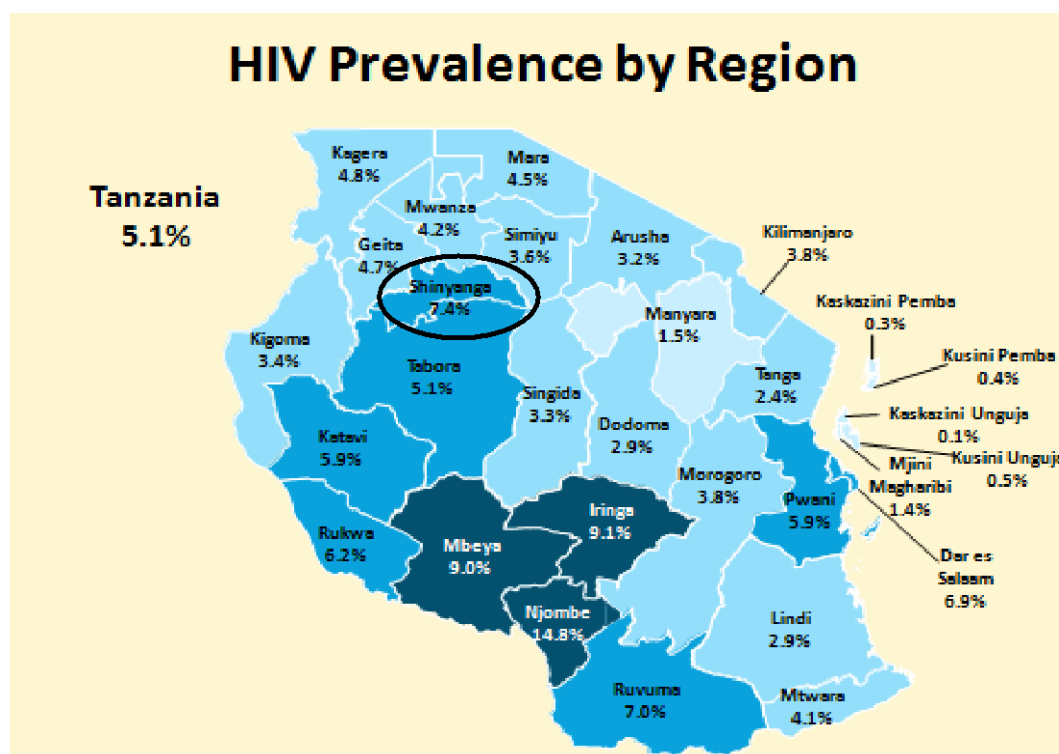 HIV Prevalence by Region
Tanzania
5.1%
Kagera
4.8%
Mara
4.5%
Mwanza
4.2%
Geita
4.7%
Simiyu
3.6%
Arusha
3.2%
Kilimanjaro
3.8%
Shinyanga
7.4%
Kaskazini Pemba
0.3%
Manyara
1.5%
Kigoma
3.4%
Kusini Pemba
0.4%
Tabora
5.1%
Tanga
2.4%
Singida
3.3%
Kaskazini Unguja
0.1%
Dodoma
2.9%
Katavi
5.9%
Kusini Unguja
0.5%
Mjini
Magharibi
1.4%
Morogoro
3.8%
Pwani
5.9%
Iringa
9.1%
Rukwa
6.2%
Mbeya
9.0%
Dar es
Salaam
6.9%
Njombe
14.8%
Lindi
2.9%
Ruvuma
7.0%
Mtwara
4.1%